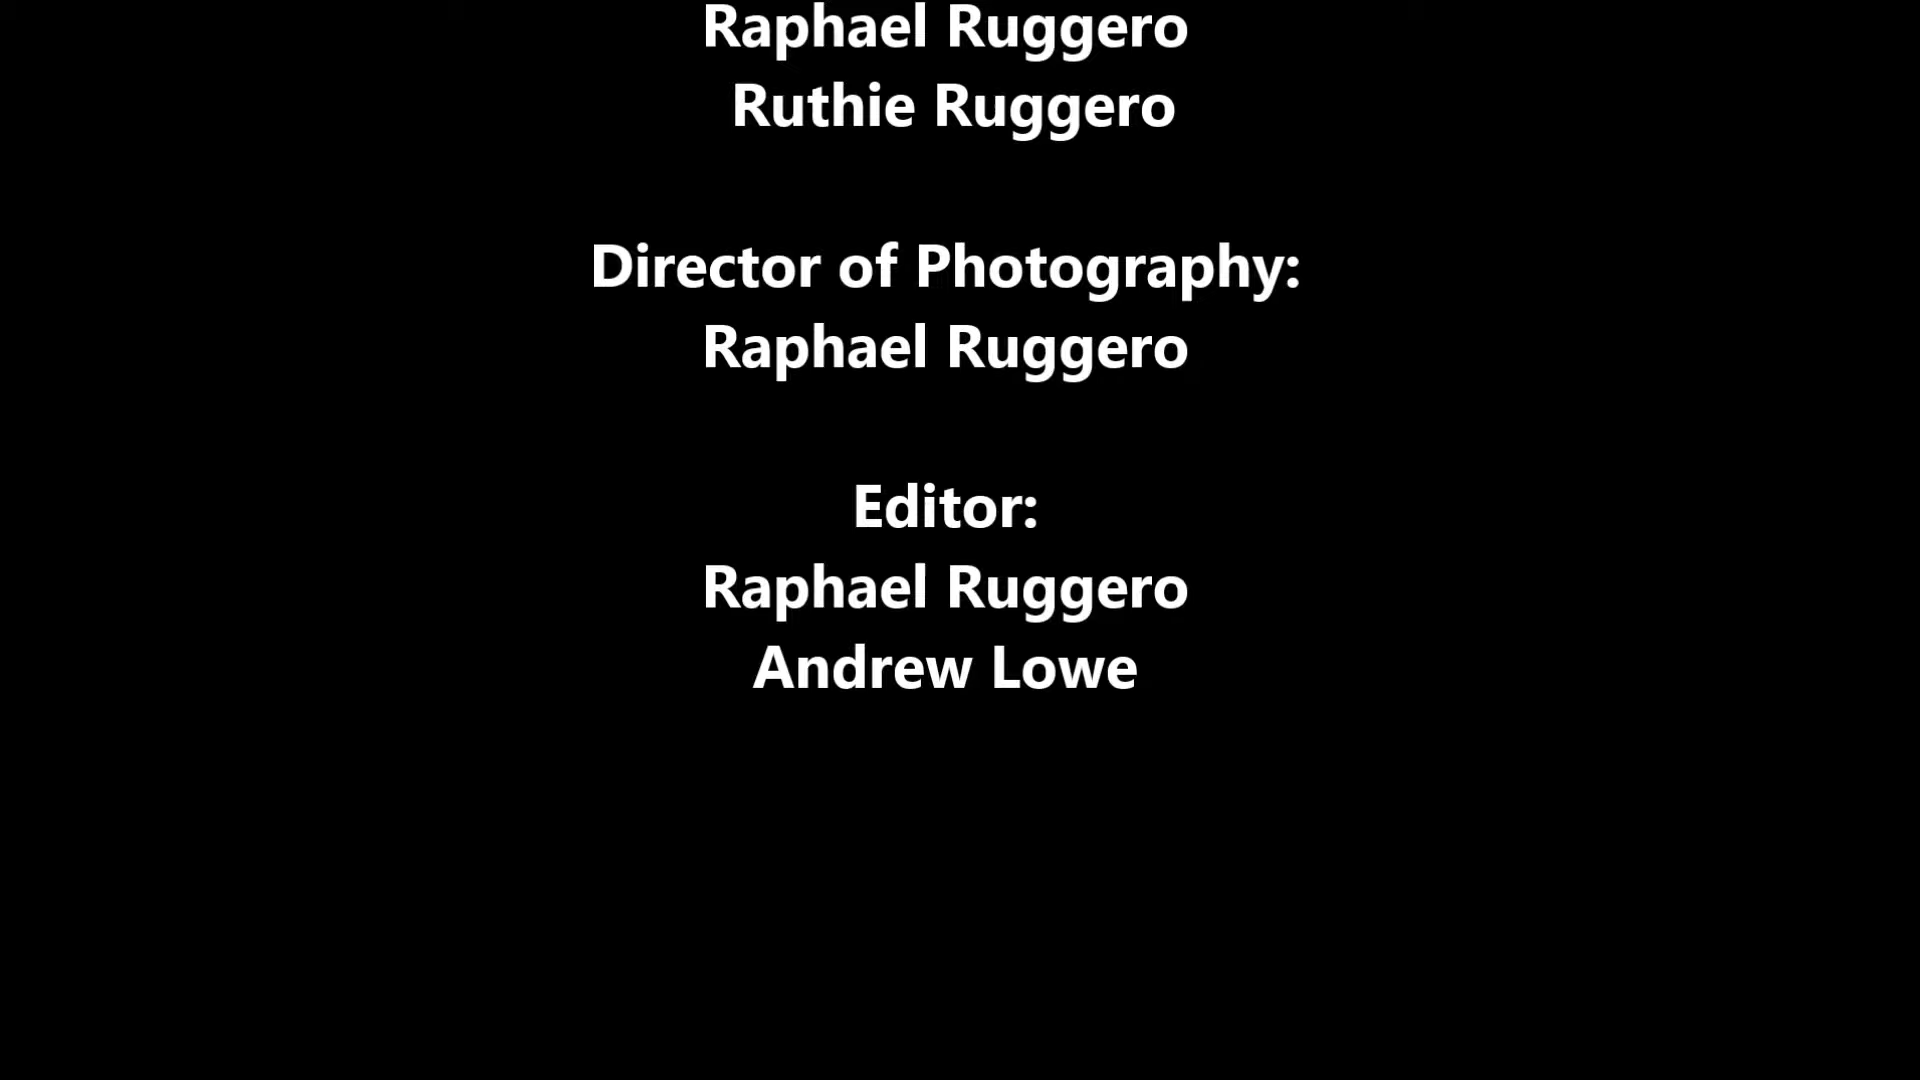 Raphael Ruggero
Ruthie Ruggero
Director of Photography:
Raphael Ruggero
Editor:
Raphael Ruggero
Andrew Lowe